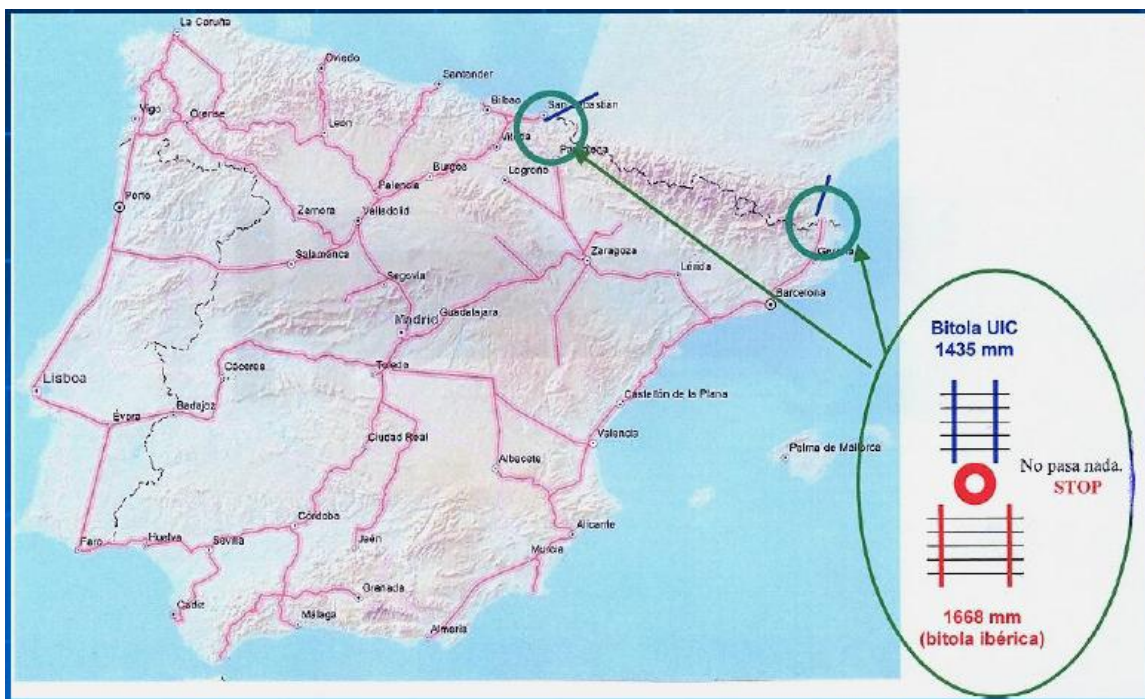 La Coruña
Oviedo
Santander
Bilbao
San Sebastián
Vigo
Orense
León
Vitoria
Pamplona
Burgos
Logroño
Palencia
Porto
Zamora
Valladolid
Zaragoza
Lérida
Gerona
Salamanca
Segovia
Barcelona
Guadalajara
Madrid
Lisboa
Cáceres
Toledo
Castellón de la Plana
Évora
Badajoz
Ciudad Real
Valencia
Palma de Mallorca
Albacete
Córdoba
Alicante
Faro
Huelva
Sevilla
Jaén
Murcia
Granada
Cádiz
Málaga
Almería
Bitola UIC
1435 mm
No pasa nada.
STOP
1668 mm
(bitola ibérica)